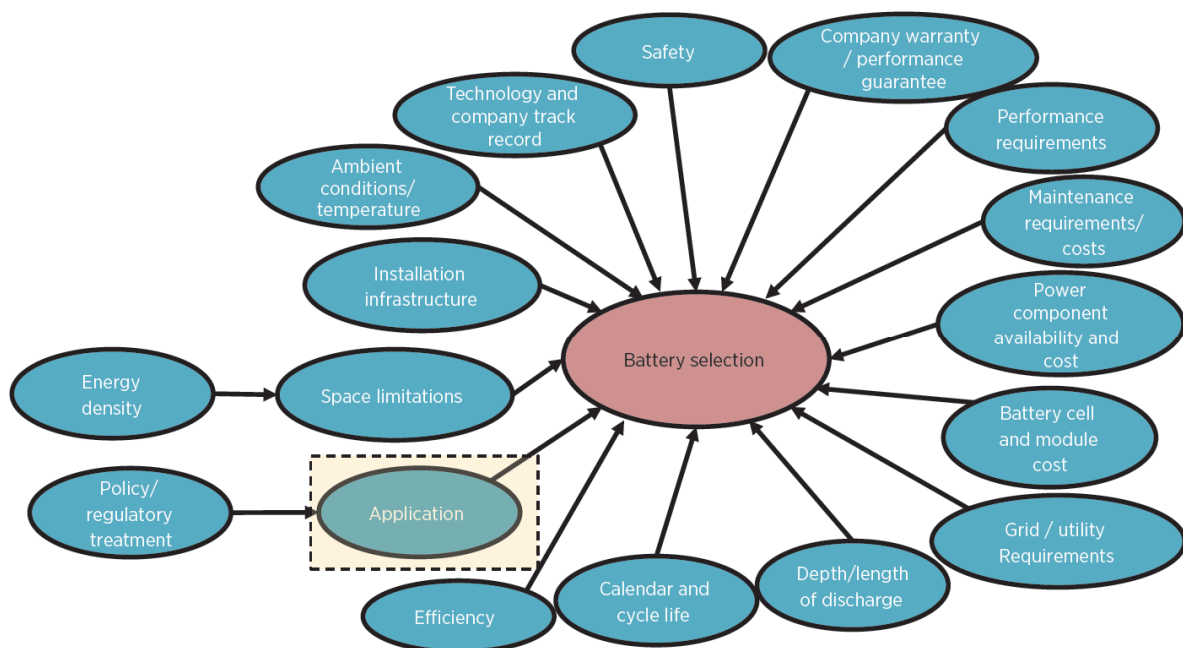 Safety
Company warranty
/ performance
guarantee
Technology and
company track
record
Performance
requirements
Ambient
conditions/
temperature
Maintenance
requirements/
costs
Installation
infrastructure
Power
component
availability and
cost
Battery selection
Energy
density
Space limitations
Battery cell
and module
cost
Policy/
regulatory
treatment
Application
Grid / utility
Requirements
Efficiency
Calendar and
cycle life
Depth/length
of discharge